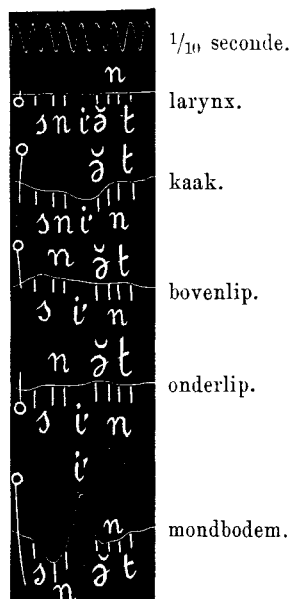 1/10 seconde.
n
larynx.
s n i ə̆ t
ə̆ t
kaak.
s n i n
n ə̆ t
bovenlip.
s i n
n ə̆ t
onderlip.
s i n
i
n
mondbodem.
s ə̆ t
n